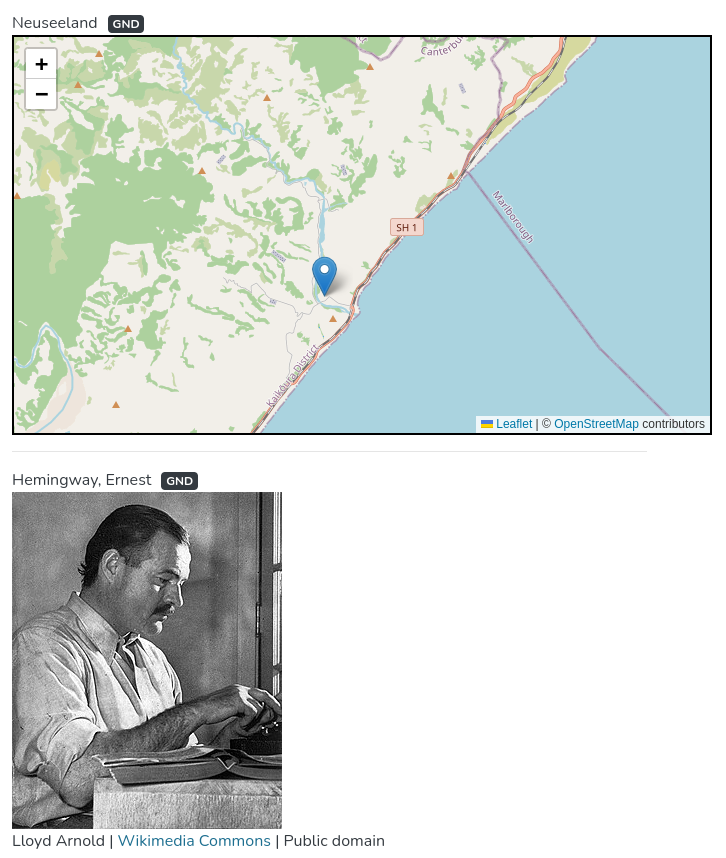 Neuseeland GND
+
−
Canterbu
Marlborough
SH 1
Kaikōura District
Leaflet | © OpenStreetMap contributors
Hemingway, Ernest GND
Lloyd Arnold | Wikimedia Commons | Public domain